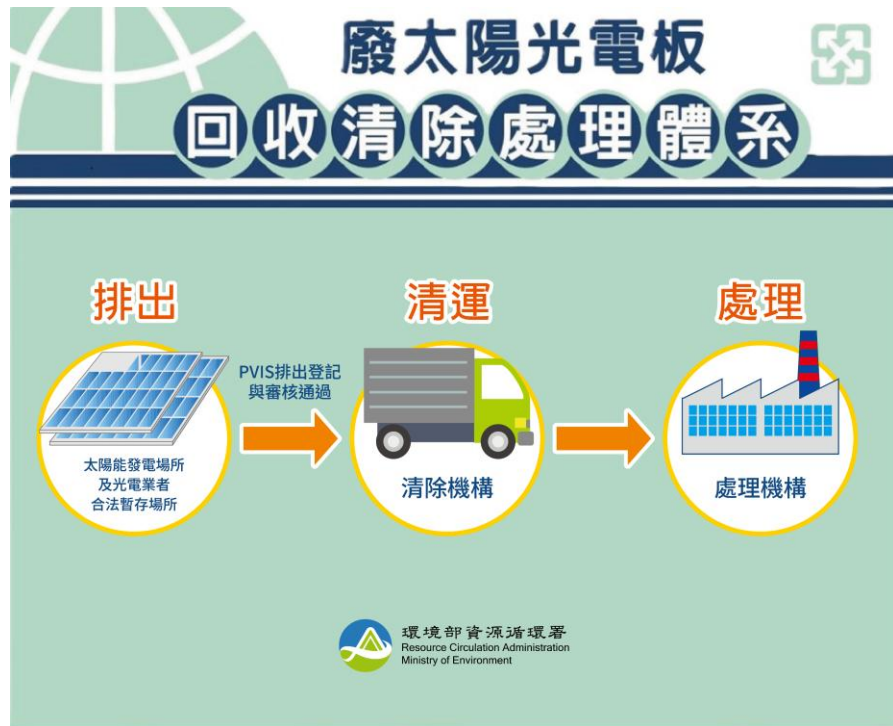 廢太陽光電板
回收清除處理體系
排出
清運
處理
PVIS排出登記
與審核通過
太陽能發電場所
及光電業者
合法暫存場所
清除機構
處理機構
環境部資源循環署
Resource Circulation Administration
Ministry of Environment